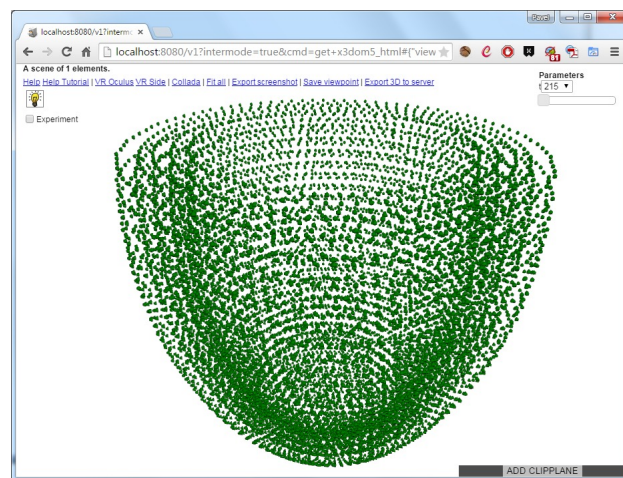 Pavel
localhost:8080/v1?interm
localhost:8080/v1?intermode=true&cmd=get+x3dom5_html#{"view
81
A scene of 1 elements.
Help Help Tutorial | VR Oculus VR Side | Collada | Fit all | Export screenshot | Save viewpoint | Export 3D to server
Parameters
t 215
Experiment
ADD CLIPPLANE